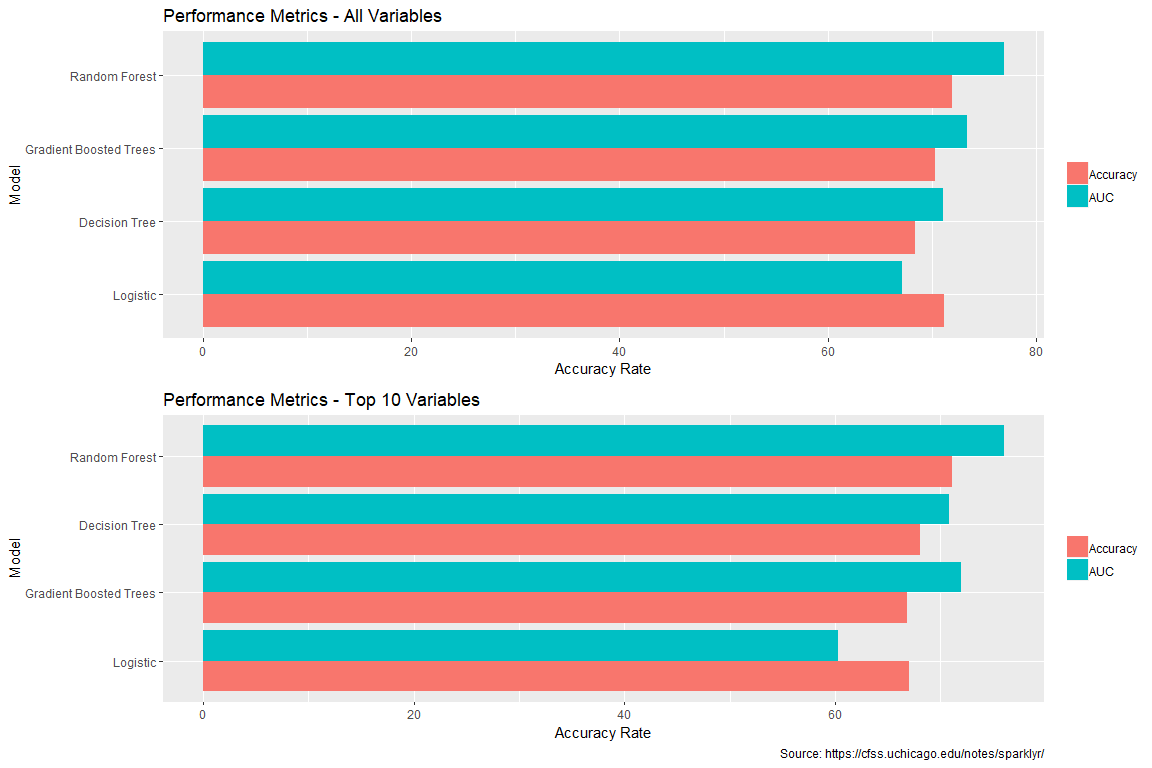 Performance Metrics - All Variables
Model
Random Forest
Gradient Boosted Trees
Decision Tree
Logistic
0 20 40 60 80
Accuracy Rate
Accuracy
AUC
Performance Metrics - Top 10 Variables
Model
Random Forest
Decision Tree
Gradient Boosted Trees
Logistic
0 20 40 60
Accuracy Rate
Accuracy
AUC
Source: https://cfss.uchicago.edu/notes/sparklyr/